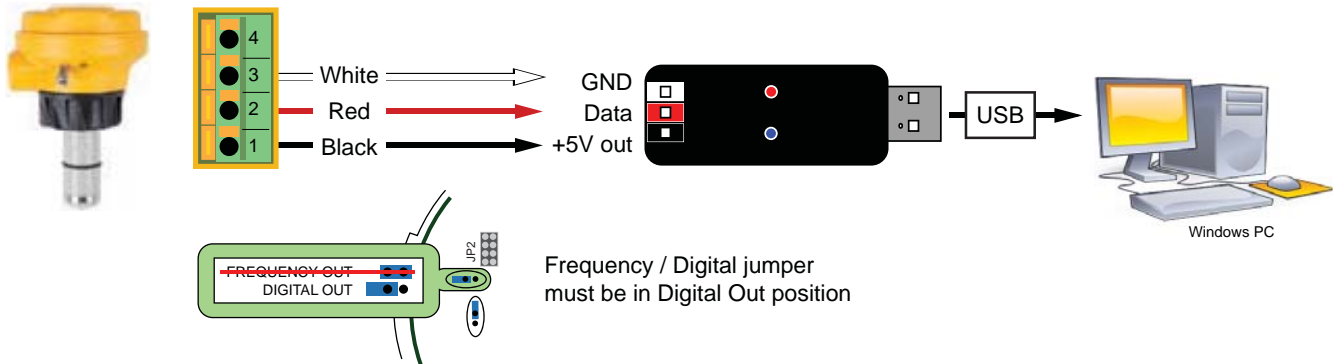 4
3
White
GND
2
Red
Data
USB
1
Black
+5V out
Windows PC
JP2
FREQUENCY OUT
DIGITAL OUT
Frequency / Digital jumper
must be in Digital Out position